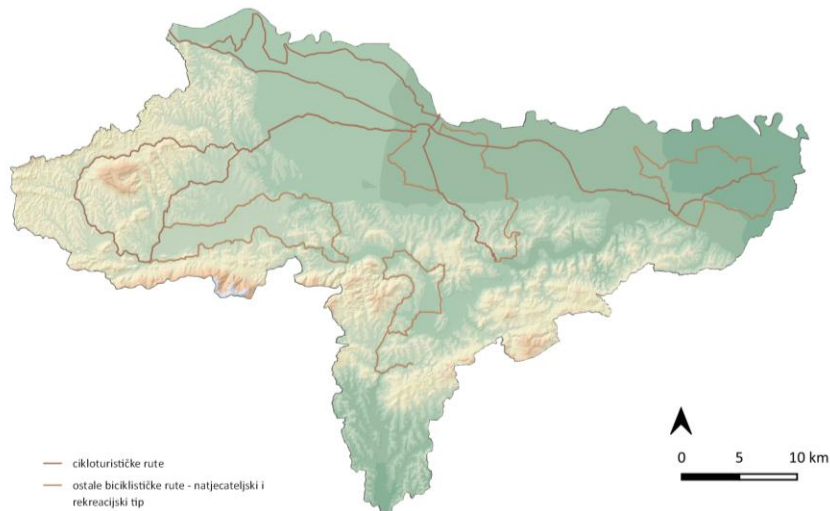 cikloturističke rute
ostale biciklističke rute - natjecateljski i
rekreacijski tip
0 5 10 km